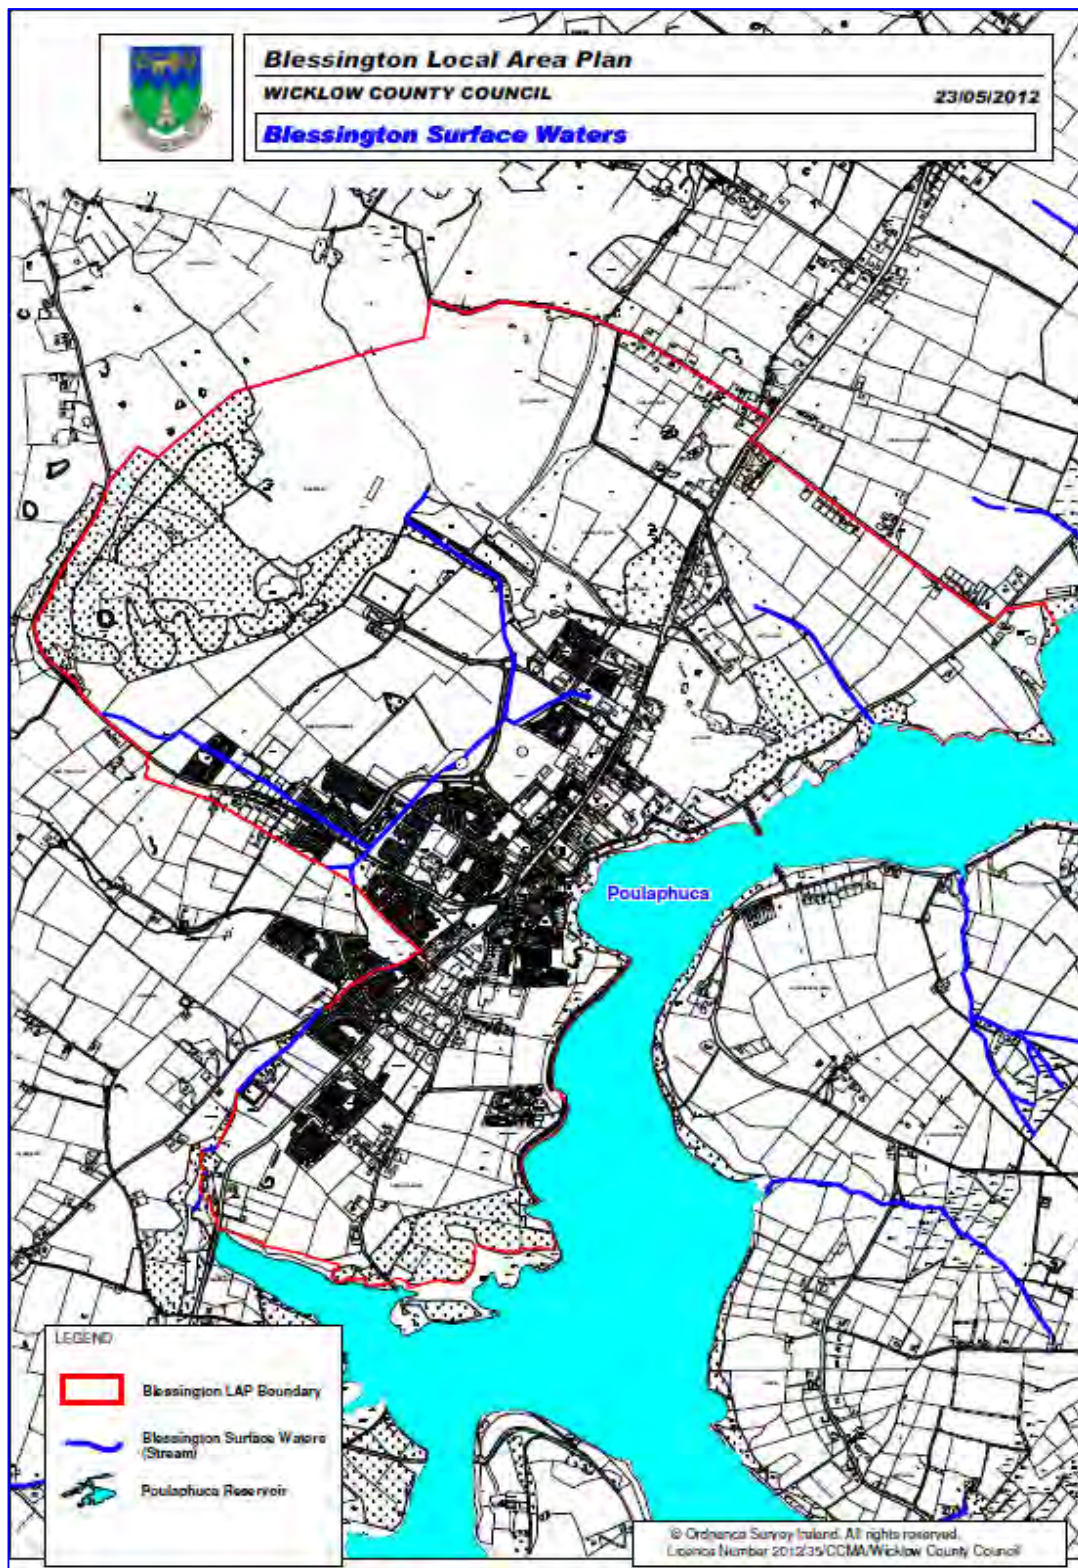 Blessington Local Area Plan
WICKLOW COUNTY COUNCIL 23/05/2012
Blessington Surface Waters
Poulaphuca
LEGEND
Blessington LAP Boundary
Blessington Surface Waters
(Stream)
Poulaphuca Reservoir
© Ordnance Survey Ireland. All rights reserved.
Licence Number 2012/35/CCMA/Wicklow County Council